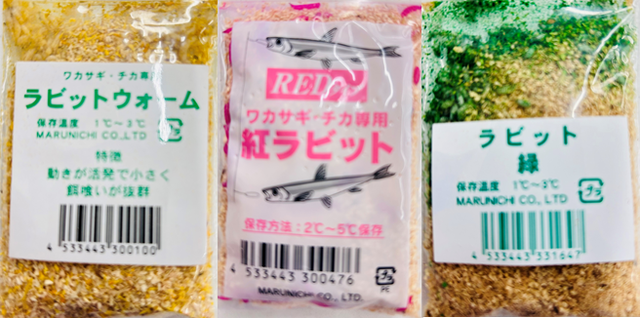 ワカサギ・チカ専用
ラビットウォーム
保存温度 1℃~3℃
MARUNICHI CO.,LTD
特徴
動きが活発で小さく
餌喰いが抜群
4 533443 300100
RED
ワカサギ・チカ専用
紅ラビット
保存方法:2℃~5℃保存
4 533443 300476
MARUNICHI CO., LTD.
PE
ラビット
緑
保存温度 1℃~3℃
MARUNICHI CO.,LTD
4 533443 331647